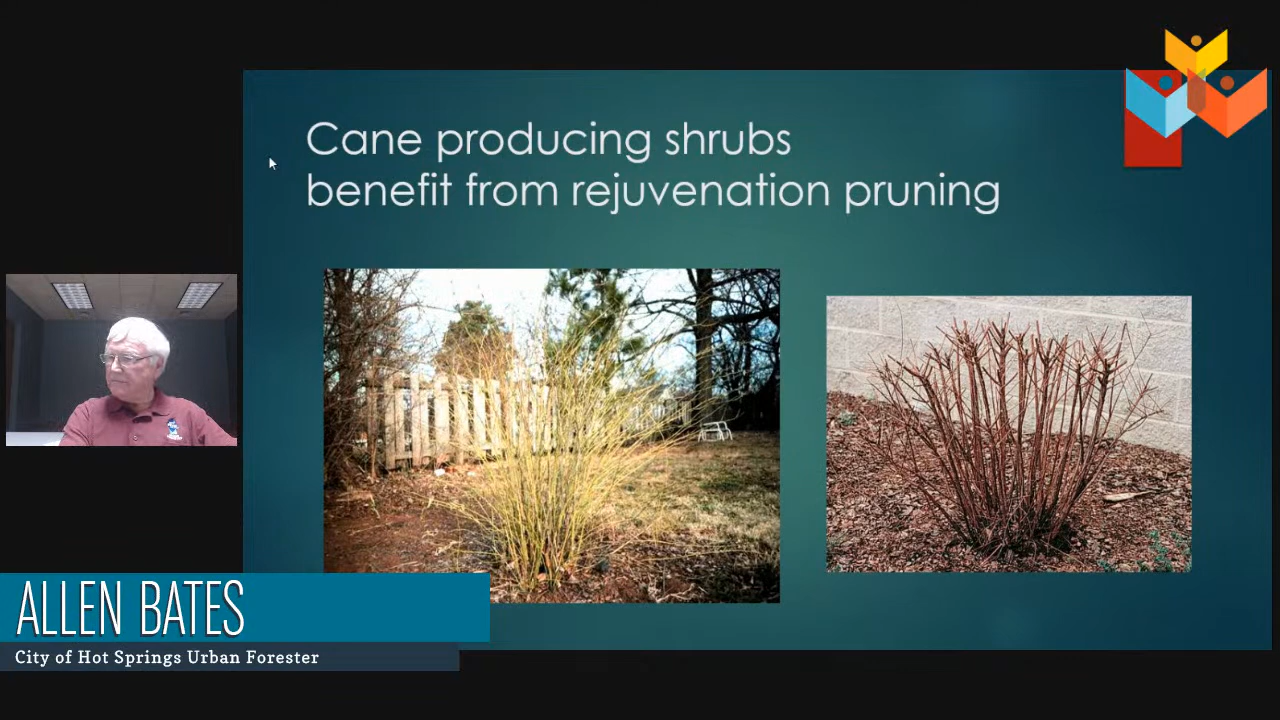 Cane producing shrubs
benefit from rejuvenation pruning
ALLEN BATES
City of Hot Springs Urban Forester